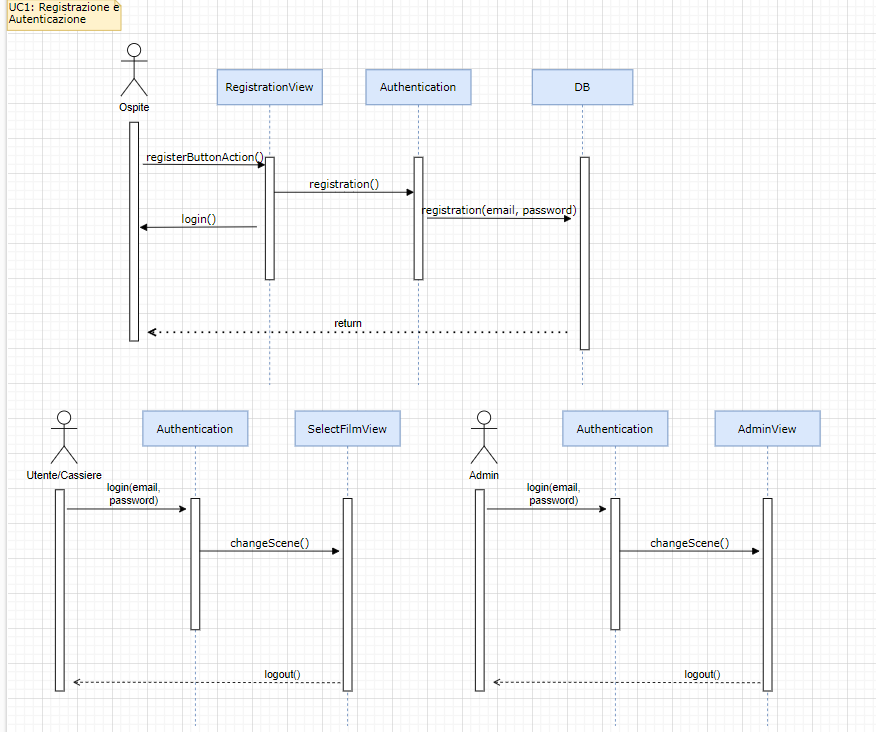 UC1: Registrazione e
Autenticazione
RegistrationView
Authentication
DB
Ospite
registerButtonAction()
registration()
registration(email, password)
login()
return
Authentication
SelectFilmView
Authentication
AdminView
Utente/Cassiere
Admin
login(email,
password)
login(email,
password)
changeScene()
changeScene()
logout()
logout()